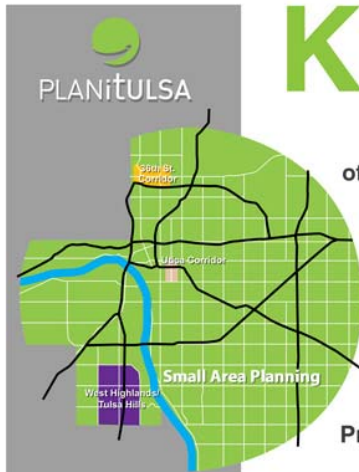 PLANiTULSA
K
of
36th St.
Corridor
Utica Corridor
Small Area Planning
West Highlands/
Tulsa Hills
Pr